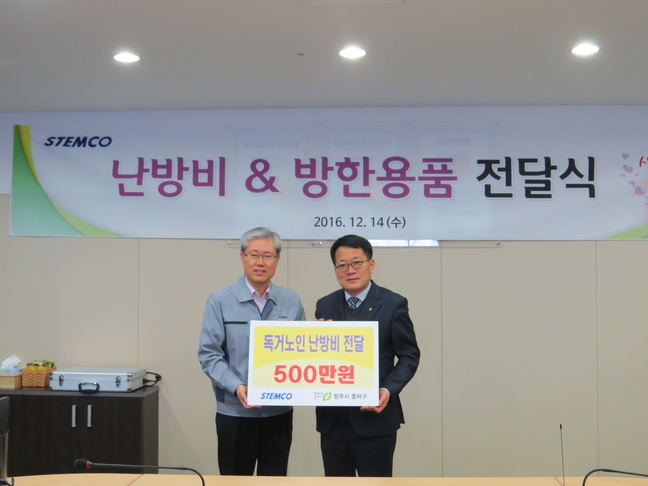 STEMCO
난방비 & 방한용품 전달식
2016. 12. 14 (수)
독거노인 난방비 전달
500만원
STEMCO
청주시 흥덕구